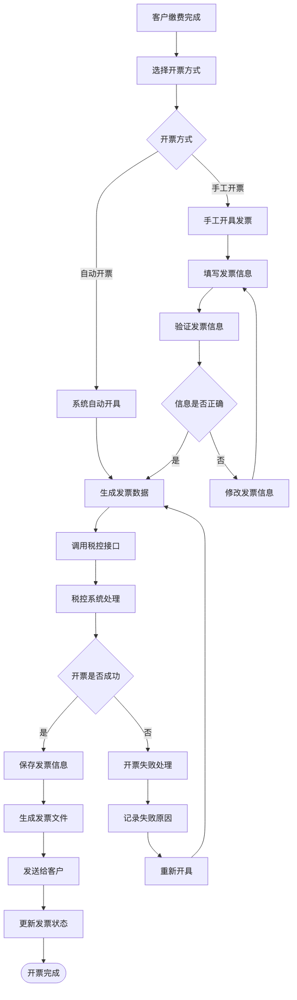 客户缴费完成
选择开票方式
开票方式
手工开票
手工开具发票
自动开票
填写发票信息
验证发票信息
系统自动开具
信息是否正确
是
否
生成发票数据
修改发票信息
调用税控接口
税控系统处理
开票是否成功
是
否
保存发票信息
开票失败处理
生成发票文件
记录失败原因
发送给客户
重新开具
更新发票状态
开票完成